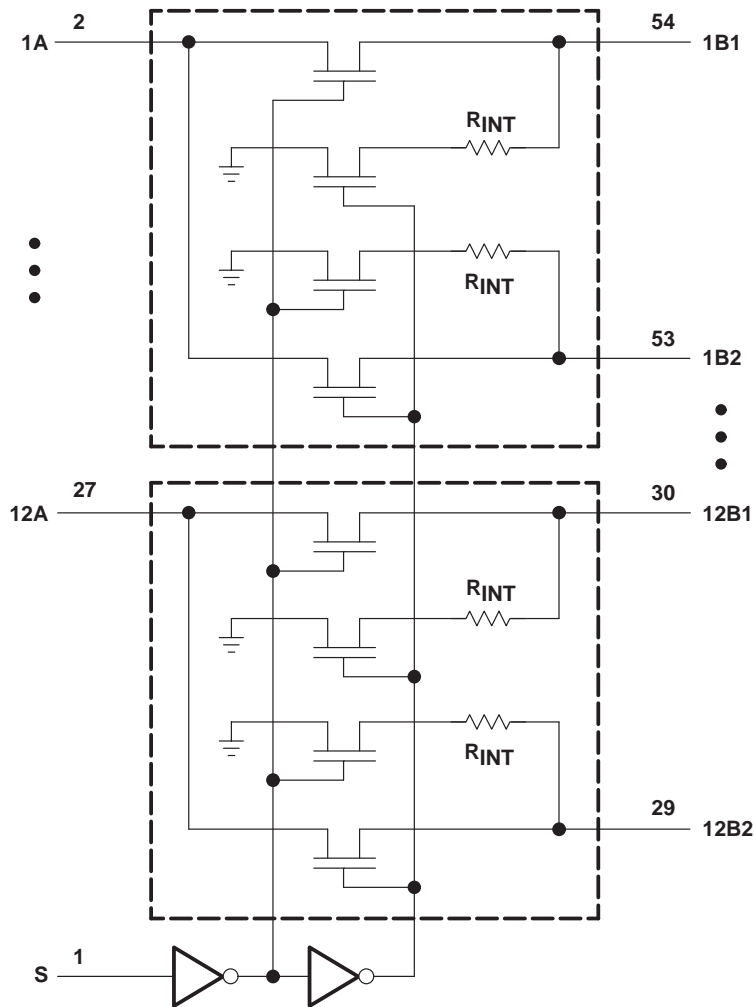 1A 2 54 1B1
RINT
RINT
53 1B2
12A 27 30 12B1
RINT
RINT
29 12B2
S 1